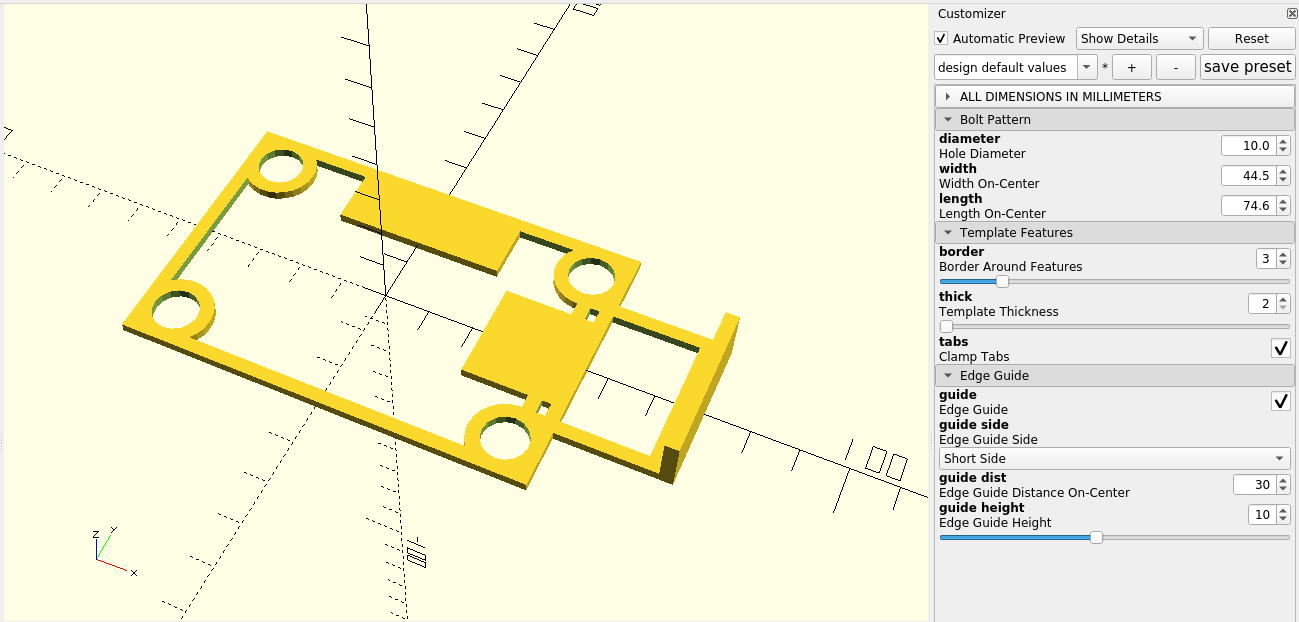 Customizer
Automatic Preview Show Details Reset
design default values * + - save preset
ALL DIMENSIONS IN MILLIMETERS
Bolt Pattern
diameter
Hole Diameter 10.0
width
Width On-Center 44.5
length
Length On-Center 74.6
Template Features
border
Border Around Features 3
thick
Template Thickness 2
tabs
Clamp Tabs
Edge Guide
guide
Edge Guide
guide side
Edge Guide Side
Short Side
guide dist
Edge Guide Distance On-Center 30
guide height
Edge Guide Height 10
100
Z
Y
X